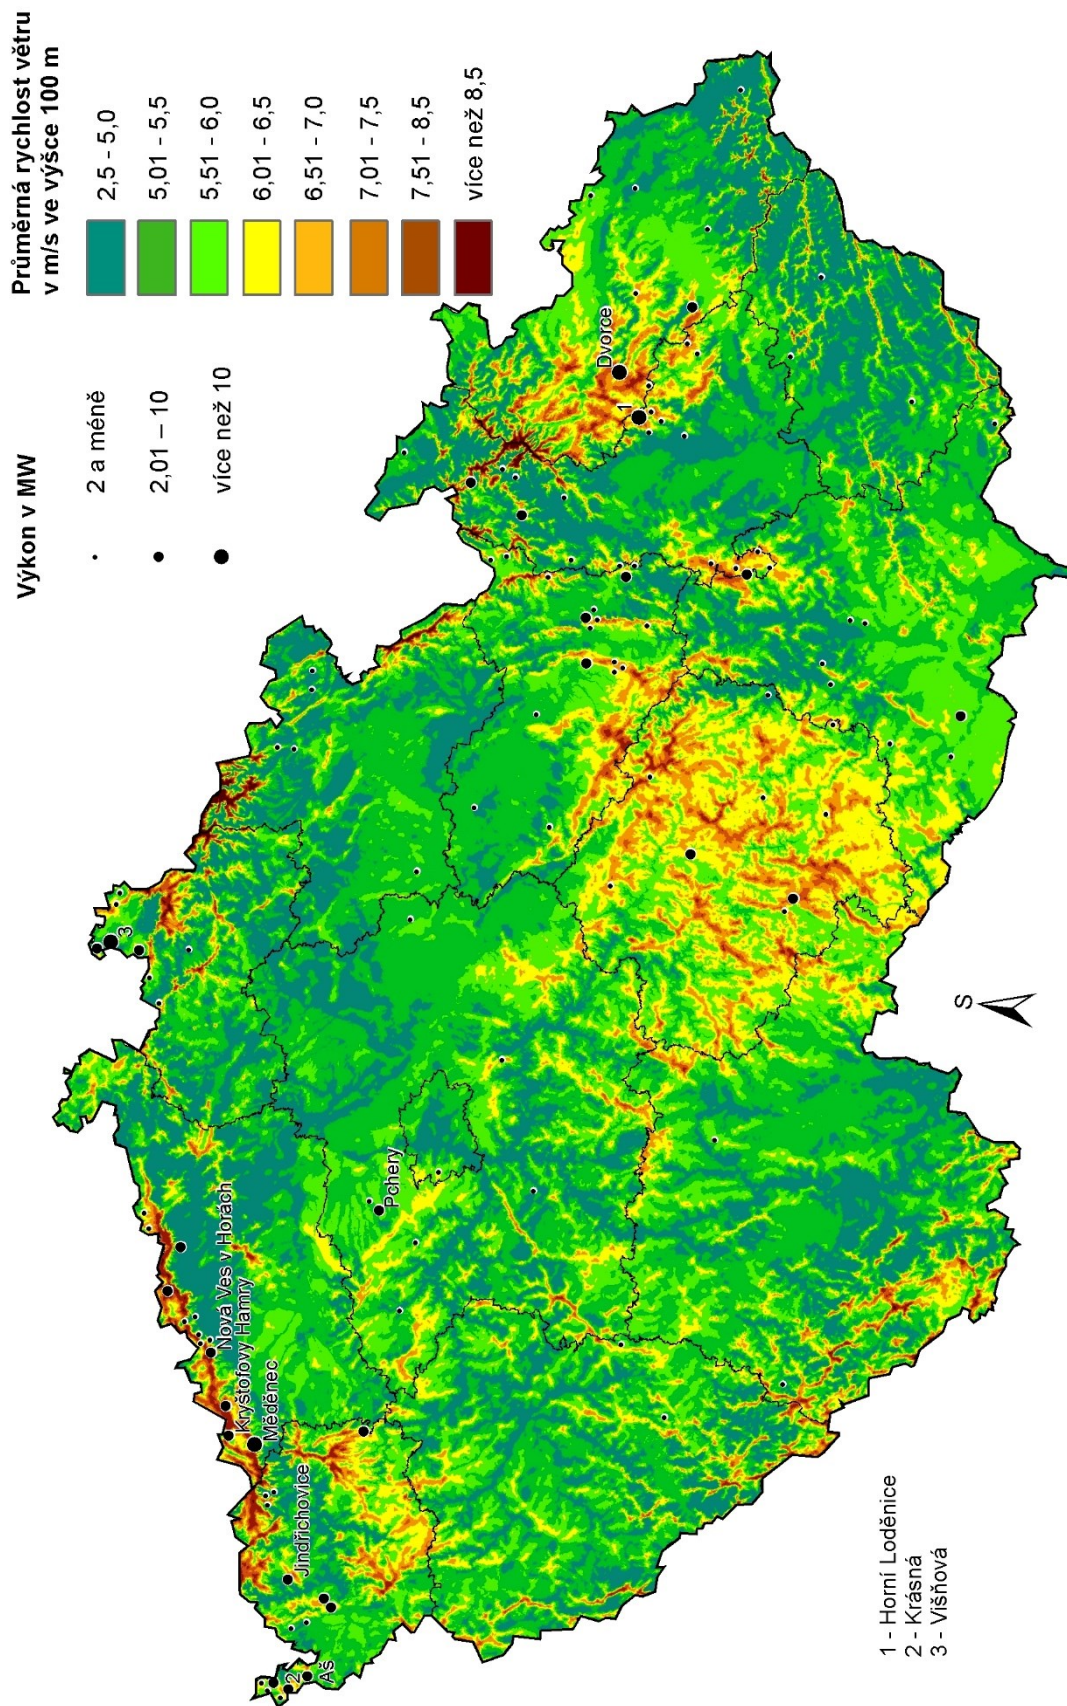 Výkon v MW
2 a méně
2,01 – 10
více než 10
Průměrná rychlost větru
v m/s ve výšce 100 m
2,5 - 5,0
5,01 - 5,5
5,51 - 6,0
6,01 - 6,5
6,51 - 7,0
7,01 - 7,5
7,51 - 8,5
více než 8,5
3
Nová Ves v Horách
Kryštofovy Hamry
Měděnec
Jindřichovice
2
Aš
Pchery
Dvorce
1
S
1 - Horní Loděnice
2 - Krásná
3 - Višňová